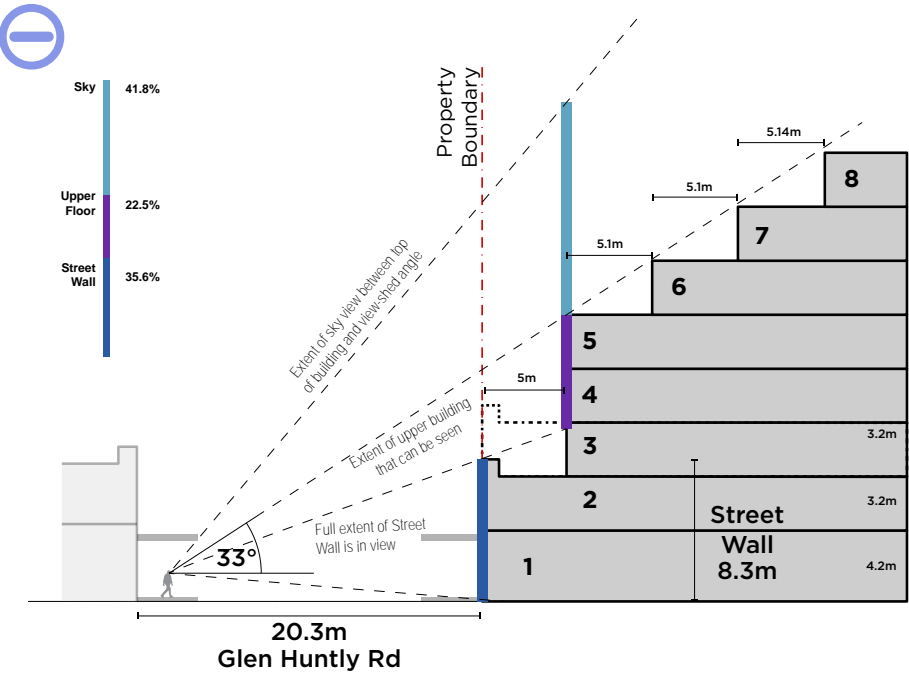 Sky
41.8%
Upper
Floor
22.5%
Street
Wall
35.6%
Property
Boundary
5.14m
8
5.1m
7
5.1m
6
5
5m
4
3
3.2m
2
3.2m
Street
Wall
8.3m
1
4.2m
Extent of sky view between top
of building and view-shed angle
Extent of upper building
that can be seen
Full extent of Street
Wall is in view
33°
20.3m
Glen Huntly Rd